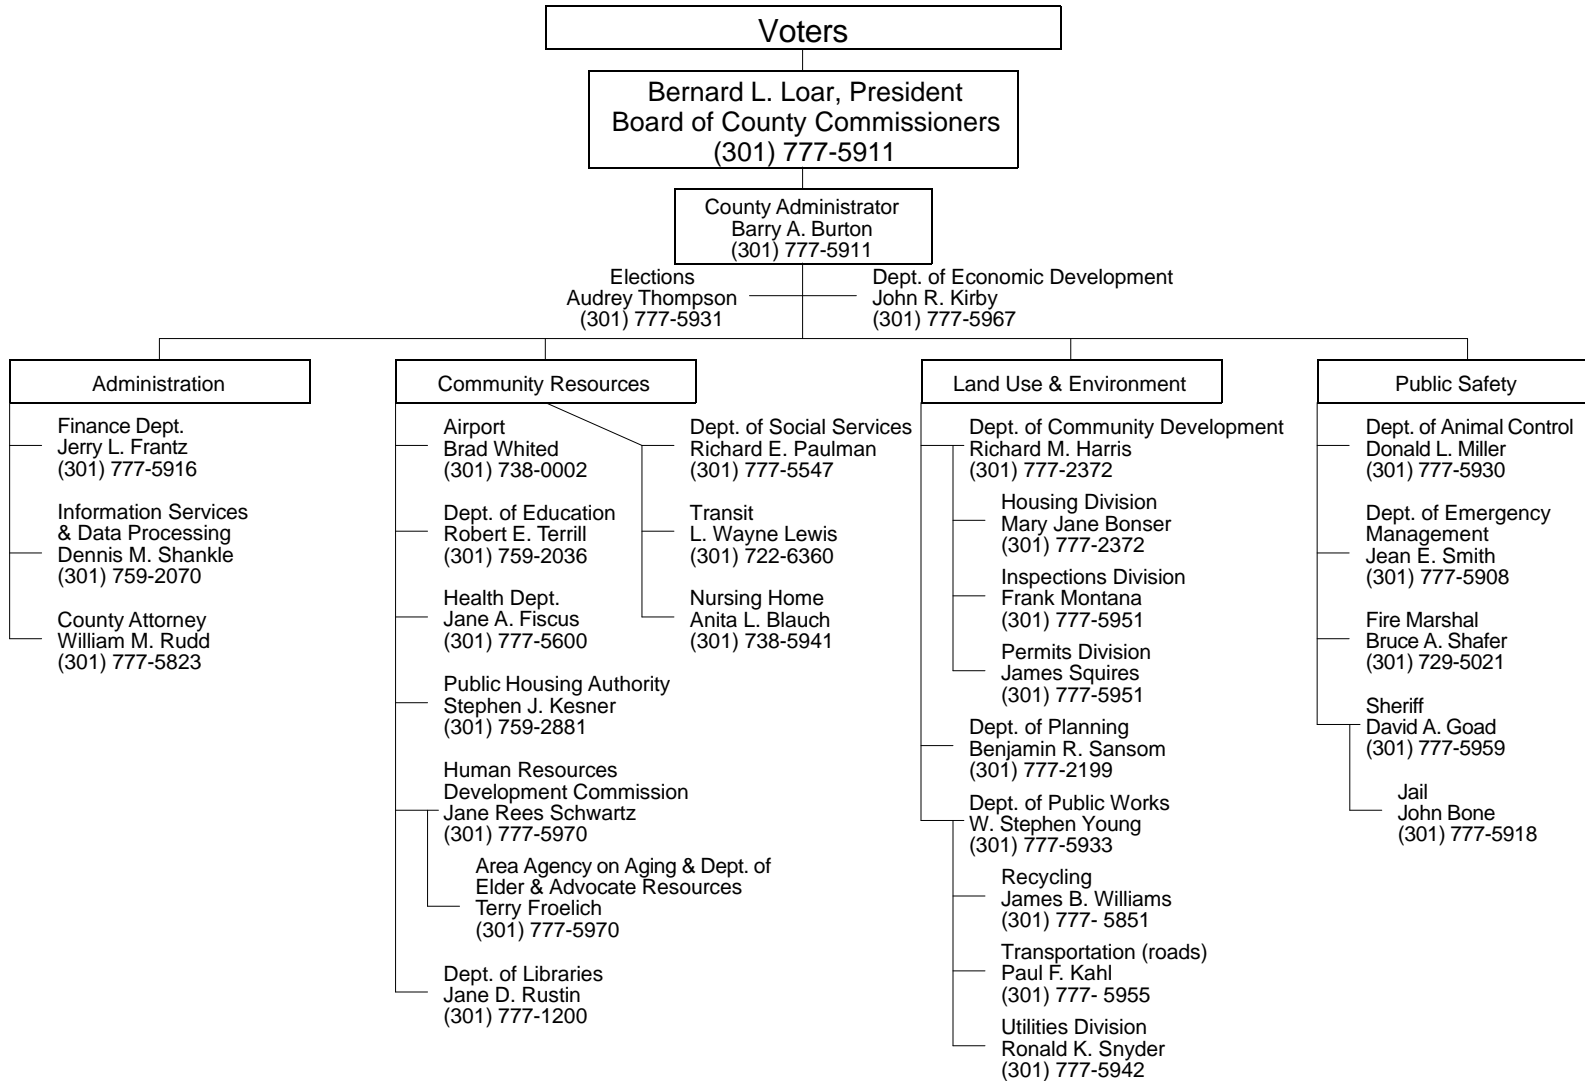 Voters
Bernard L. Loar, President
Board of County Commissioners
(301) 777-5911
County Administrator
Barry A. Burton
(301) 777-5911
Elections
Audrey Thompson
(301) 777-5931
Dept. of Economic Development
John R. Kirby
(301) 777-5967
Administration
Finance Dept.
Jerry L. Frantz
(301) 777-5916
Information Services
& Data Processing
Dennis M. Shankle
(301) 759-2070
County Attorney
William M. Rudd
(301) 777-5823
Community Resources
Airport
Brad Whited
(301) 738-0002
Dept. of Education
Robert E. Terrill
(301) 759-2036
Health Dept.
Jane A. Fiscus
(301) 777-5600
Public Housing Authority
Stephen J. Kesner
(301) 759-2881
Human Resources
Development Commission
Jane Rees Schwartz
(301) 777-5970
Area Agency on Aging & Dept. of
Elder & Advocate Resources
Terry Froelich
(301) 777-5970
Dept. of Libraries
Jane D. Rustin
(301) 777-1200
Dept. of Social Services
Richard E. Paulman
(301) 777-5547
Transit
L. Wayne Lewis
(301) 722-6360
Nursing Home
Anita L. Blauch
(301) 738-5941
Land Use & Environment
Dept. of Community Development
Richard M. Harris
(301) 777-2372
Housing Division
Mary Jane Bonser
(301) 777-2372
Inspections Division
Frank Montana
(301) 777-5951
Permits Division
James Squires
(301) 777-5951
Dept. of Planning
Benjamin R. Sansom
(301) 777-2199
Dept. of Public Works
W. Stephen Young
(301) 777-5933
Recycling
James B. Williams
(301) 777- 5851
Transportation (roads)
Paul F. Kahl
(301) 777- 5955
Utilities Division
Ronald K. Snyder
(301) 777-5942
Public Safety
Dept. of Animal Control
Donald L. Miller
(301) 777-5930
Dept. of Emergency
Management
Jean E. Smith
(301) 777-5908
Fire Marshal
Bruce A. Shafer
(301) 729-5021
Sheriff
David A. Goad
(301) 777-5959
Jail
John Bone
(301) 777-5918